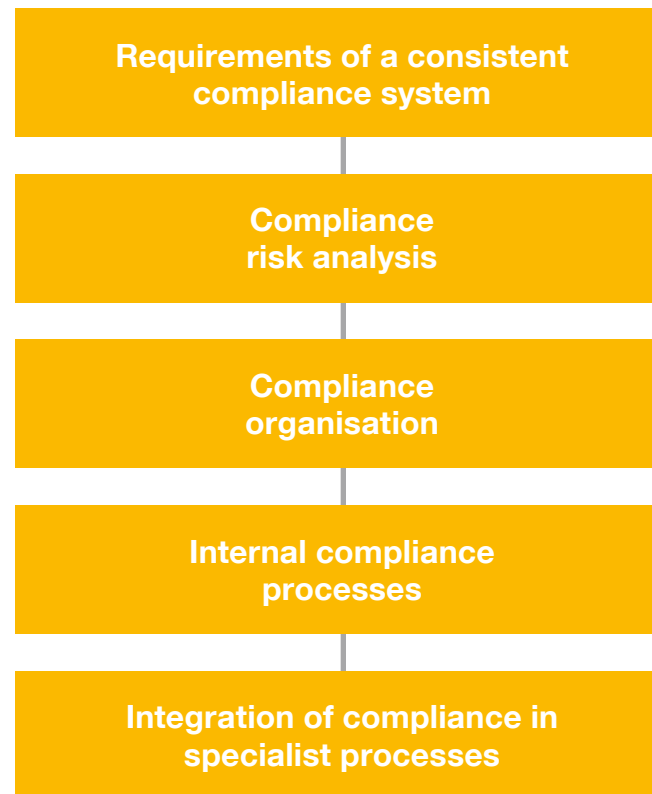 Requirements of a consistent
compliance system
Compliance
risk analysis
Compliance
organisation
Internal compliance
processes
Integration of compliance in
specialist processes